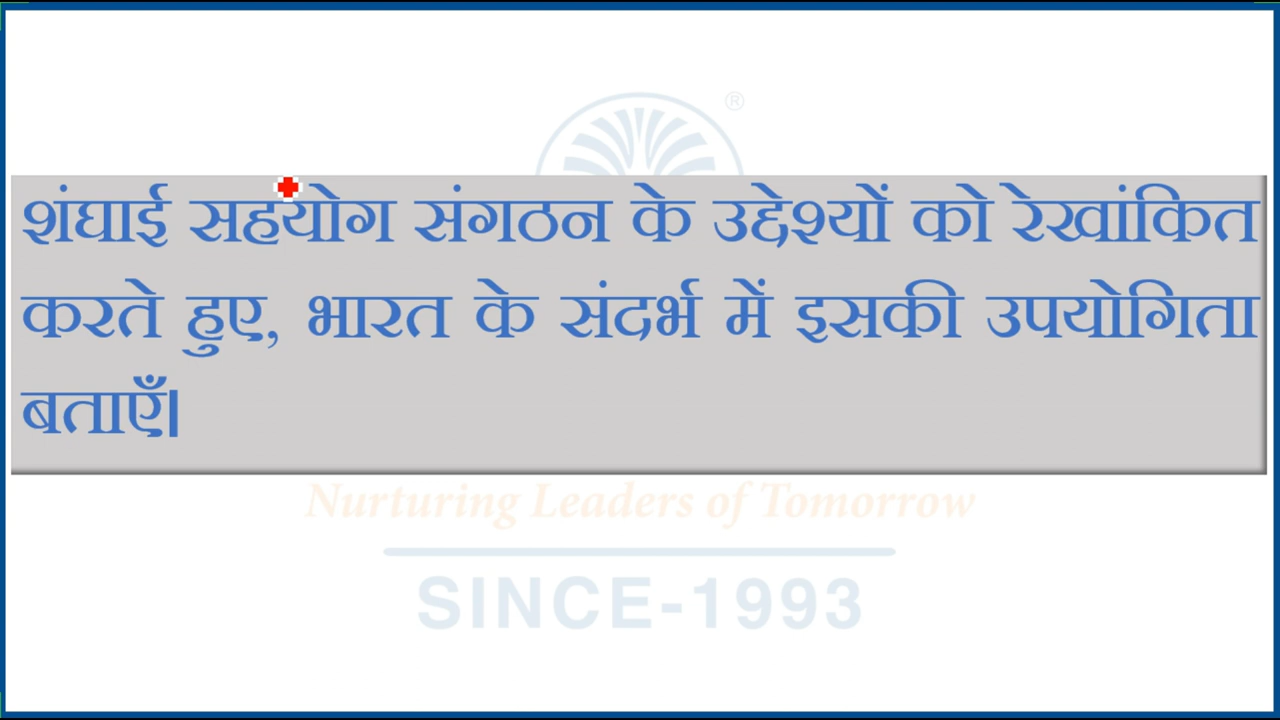 ®
शंघाई सहयोग संगठन के उद्देश्यों को रेखांकित
करते हुए, भारत के संदर्भ में इसकी उपयोगिता
बताएँ।
Nurturing Leaders of Tomorrow
SINCE-1993